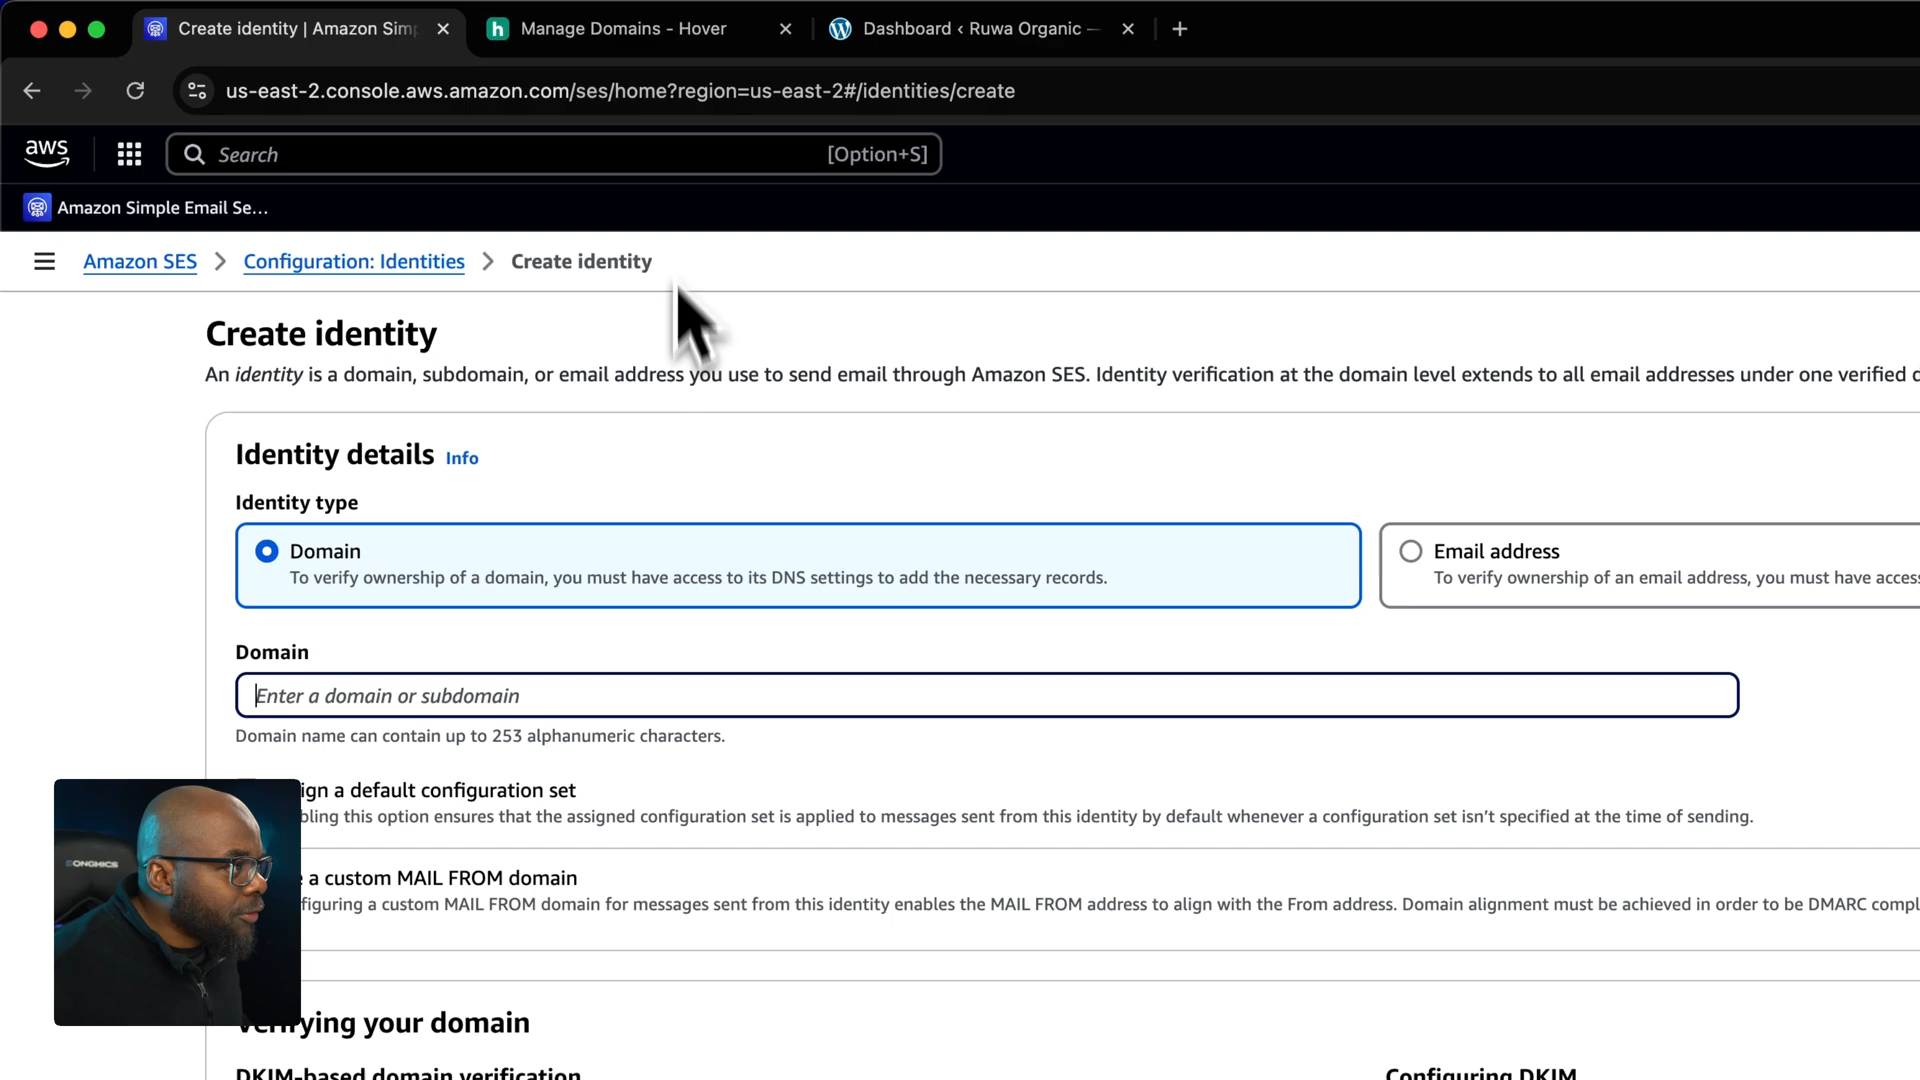 Create identity | Amazon Sim
Manage Domains - Hover
Dashboard ‹ Ruwa Organic —
us-east-2.console.aws.amazon.com/ses/home?region=us-east-2#/identities/create
aws
Search
[Option+S]
Amazon Simple Email Se...
Amazon SES
Configuration: Identities
Create identity
Create identity
An identity is a domain, subdomain, or email address you use to send email through Amazon SES. Identity verification at the domain level extends to all email addresses under one verified
Identity details Info
Identity type
Domain
To verify ownership of a domain, you must have access to its DNS settings to add the necessary records.
Email address
To verify ownership of an email address, you must have access
Domain
Enter a domain or subdomain
Domain name can contain up to 253 alphanumeric characters.
ign a default configuration set
bling this option ensures that the assigned configuration set is applied to messages sent from this identity by default whenever a configuration set isn't specified at the time of sending.
a custom MAIL FROM domain
figuring a custom MAIL FROM domain for messages sent from this identity enables the MAIL FROM address to align with the From address. Domain alignment must be achieved in order to be DMARC compl
Verifying your domain
DKIM-based domain verification
Configuring DKIM